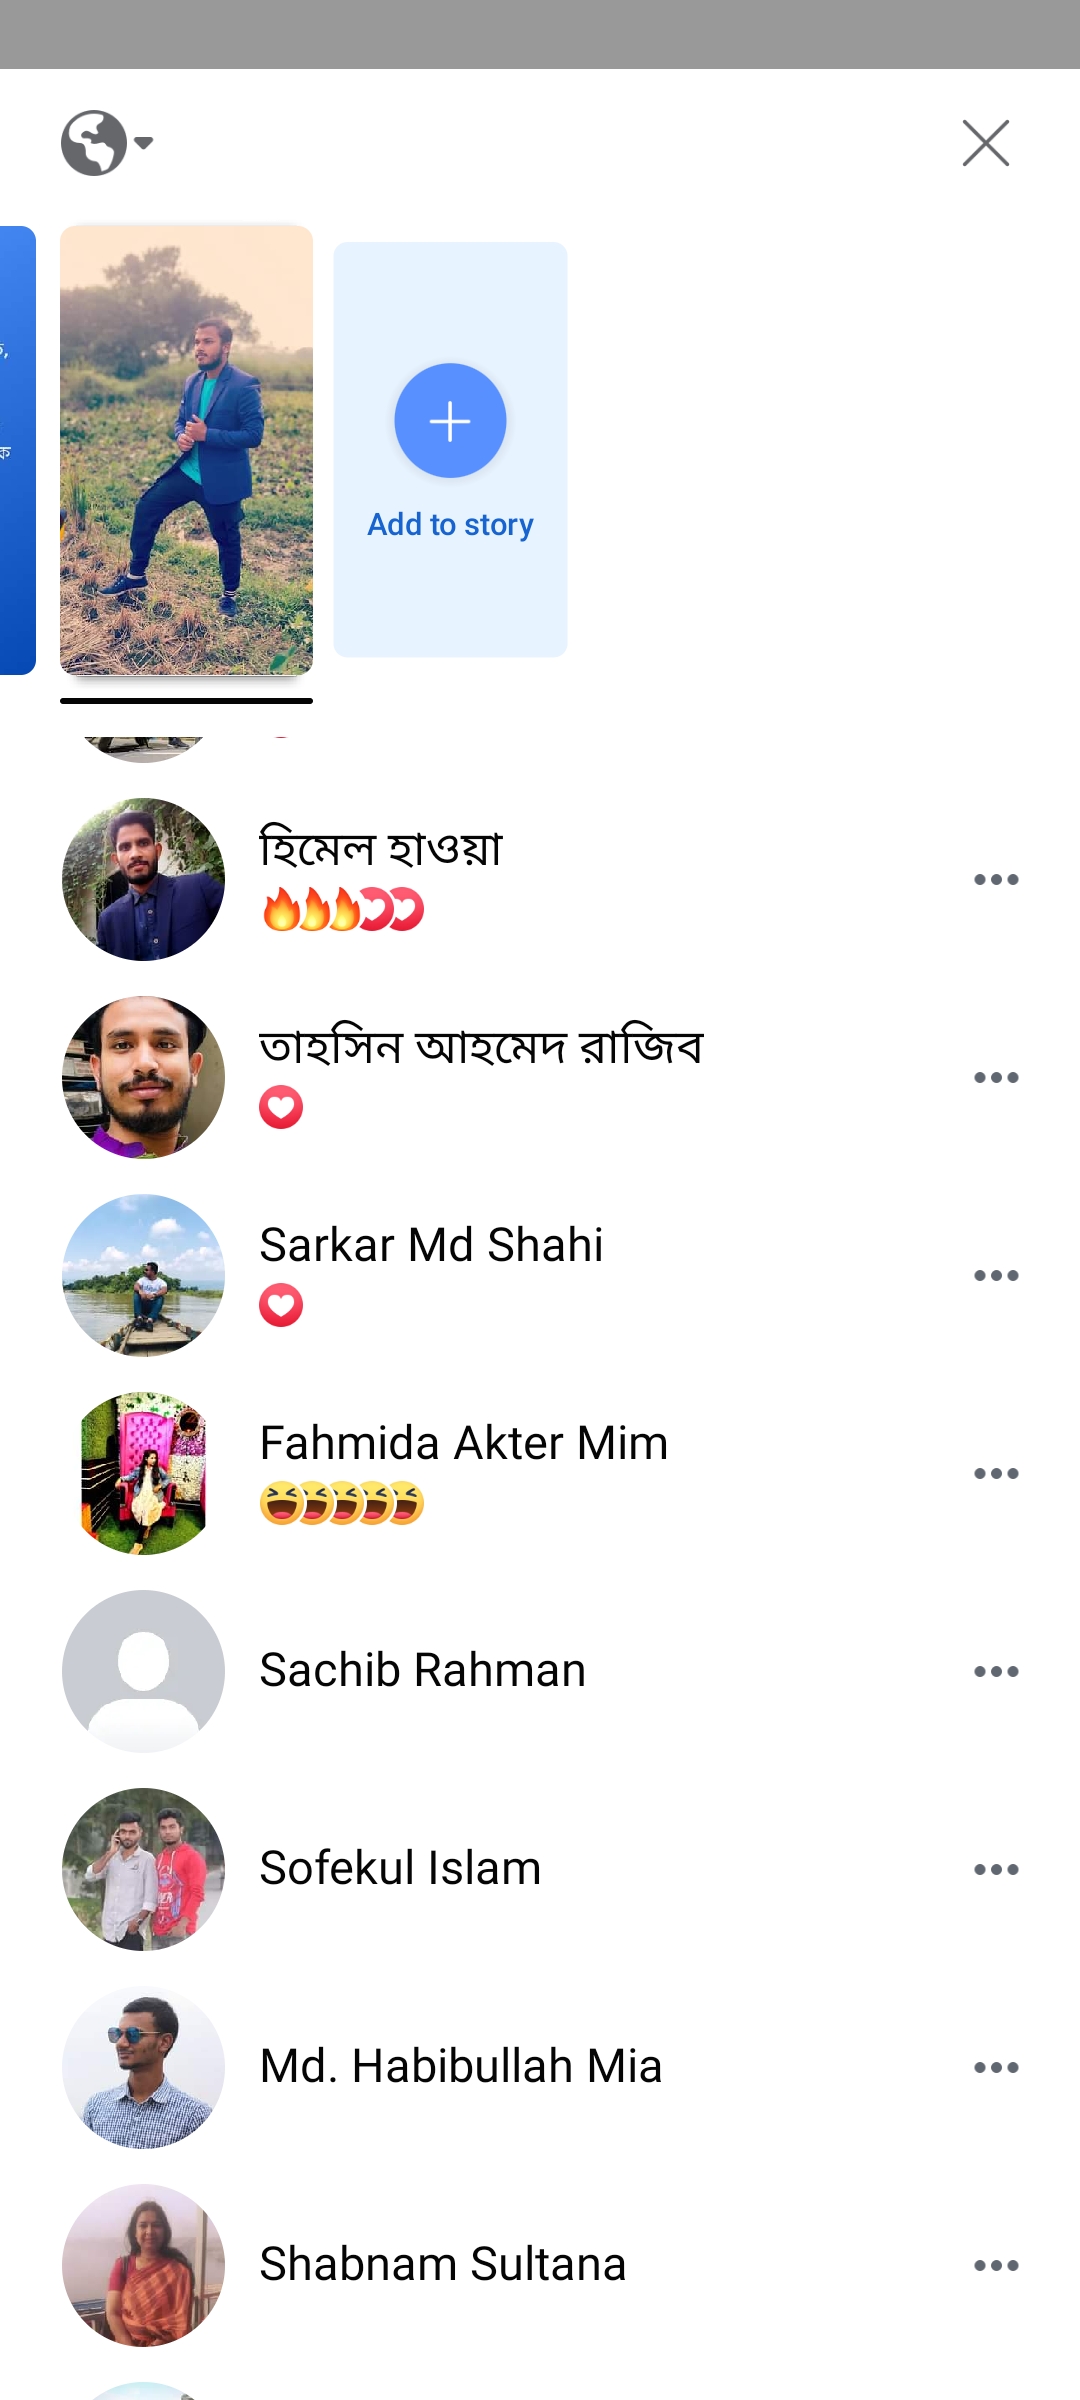 Add to story
হিমেল হাওয়া
তাহসিন আহমেদ রাজিব
Sarkar Md Shahi
Fahmida Akter Mim
Sachib Rahman
Sofekul Islam
Md. Habibullah Mia
Shabnam Sultana